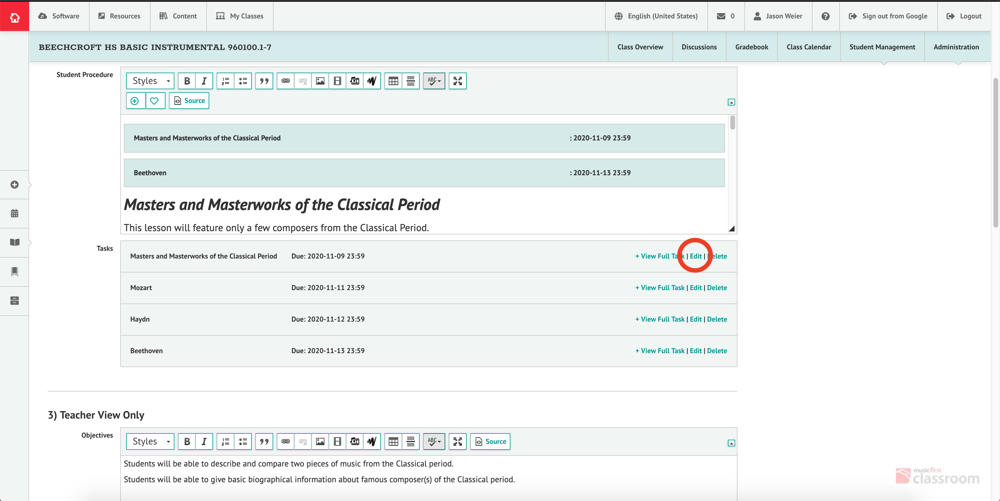 Software Resources Content My Classes English (United States) 0 Jason Weier Sign out from Google Logout
BEECHCROFT HS BASIC INSTRUMENTAL 960100.1-7 Class Overview Discussions Gradebook Class Calendar Student Management Administration
Student Procedure
Styles B I ABC
Source
Masters and Masterworks of the Classical Period : 2020-11-09 23:59
Beethoven : 2020-11-13 23:59
Masters and Masterworks of the Classical Period
This lesson will feature only a few composers from the Classical Period.
Tasks
Masters and Masterworks of the Classical Period Due: 2020-11-09 23:59 + View Full Task | Edit | Delete
Mozart Due: 2020-11-11 23:59 + View Full Task | Edit | Delete
Haydn Due: 2020-11-12 23:59 + View Full Task | Edit | Delete
Beethoven Due: 2020-11-13 23:59 + View Full Task | Edit | Delete
3) Teacher View Only
Objectives
Styles B I ABC Source
Students will be able to describe and compare two pieces of music from the Classical period.
Students will be able to give basic biographical information about famous composer(s) of the Classical period.
musicfirst
classroom